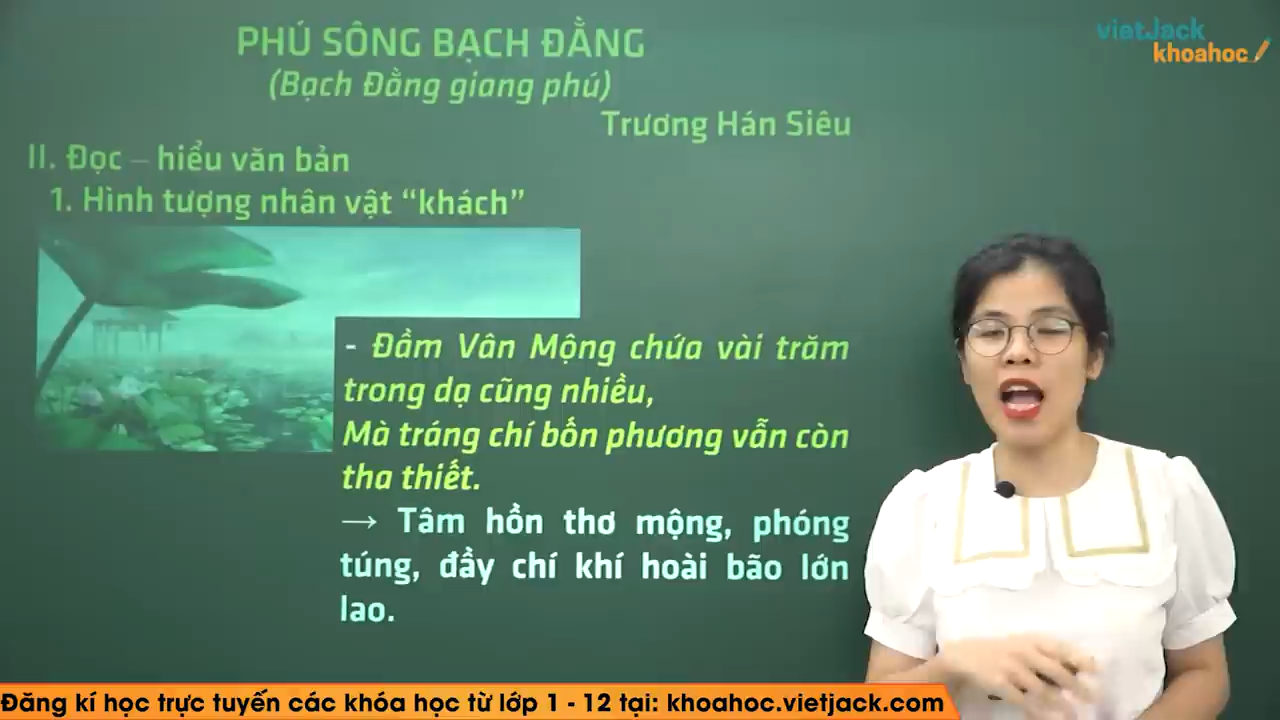 PHÚ SÔNG BẠCH ĐẰNG
(Bạch Đằng giang phú)
Trương Hán Siêu
vietJack
khoahoc
II. Đọc – hiểu văn bản
1. Hình tượng nhân vật “khách”
- Đầm Vân Mộng chứa vài trăm
trong dạ cũng nhiều,
Mà tráng chí bốn phương vẫn còn
tha thiết.
→ Tâm hồn thơ mộng, phóng
túng, đầy chí khí hoài bão lớn
lao.
Đăng kí học trực tuyến các khóa học từ lớp 1 - 12 tại: khoahoc.vietjack.com